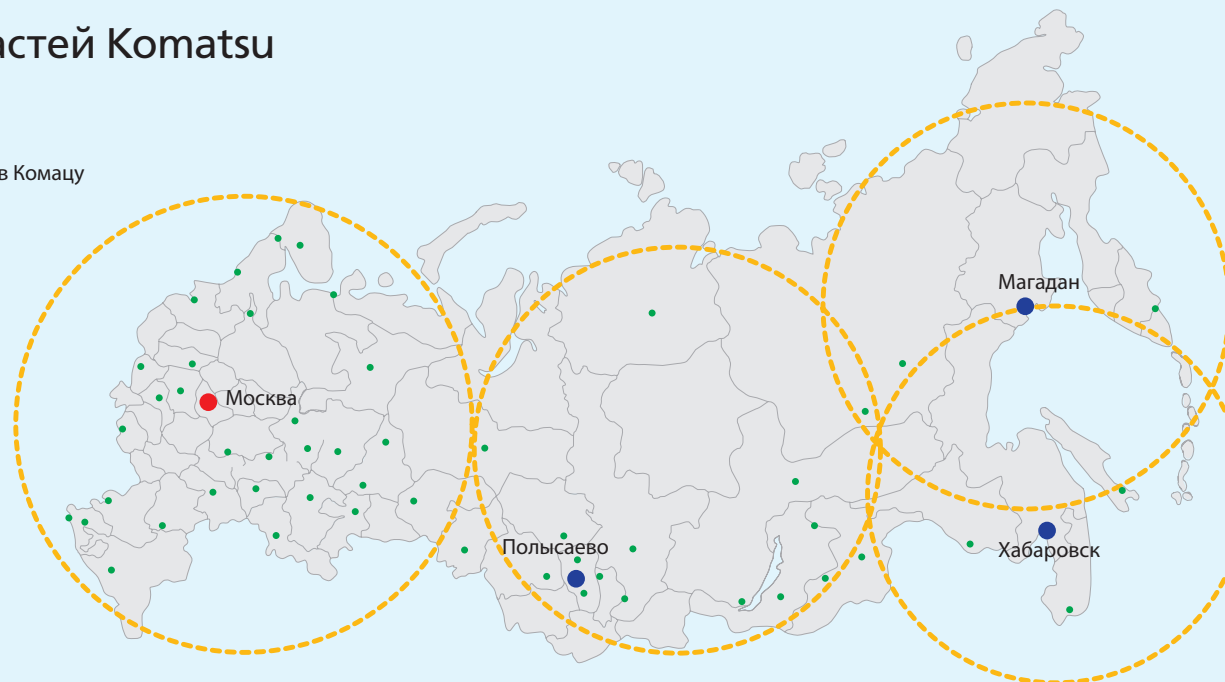 астей Komatsu
в Комацу
Магадан
Москва
Хабаровск
Полысаево